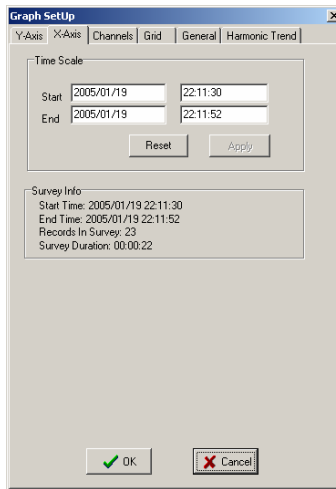 Graph SetUp
Y-Axis X-Axis Channels Grid General Harmonic Trend
Time Scale
Start 2005/01/19 22:11:30
End 2005/01/19 22:11:52
Reset Apply
Survey Info
Start Time: 2005/01/19 22:11:30
End Time: 2005/01/19 22:11:52
Records In Survey: 23
Survey Duration: 00:00:22
OK Cancel